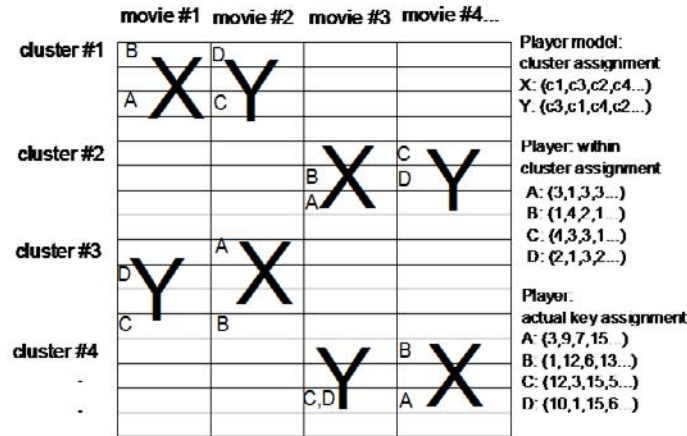 movie #1 movie #2 movie #3 movie #4...
cluster #1
B
D
X
Y
A
C
cluster #2
C
B
X
D
Y
A
cluster #3
A
D
Y
X
C
B
cluster #4
B
Y
X
C,D
A
-
-
Player model:
cluster assignment
X: {c1,c3,c2,c4...}
Y: {c3,c1,c4,c2...}
Player: within
cluster assignment
A: {3,1,3,3...}
B: {1,4,2,1...}
C: {4,3,3,1...}
D: {2,1,3,2...}
Player:
actual key assignment
A: {3,9,7,15...}
B: {1,12,6,13...}
C: {12,3,15,5...}
D: {10,1,15,6...}